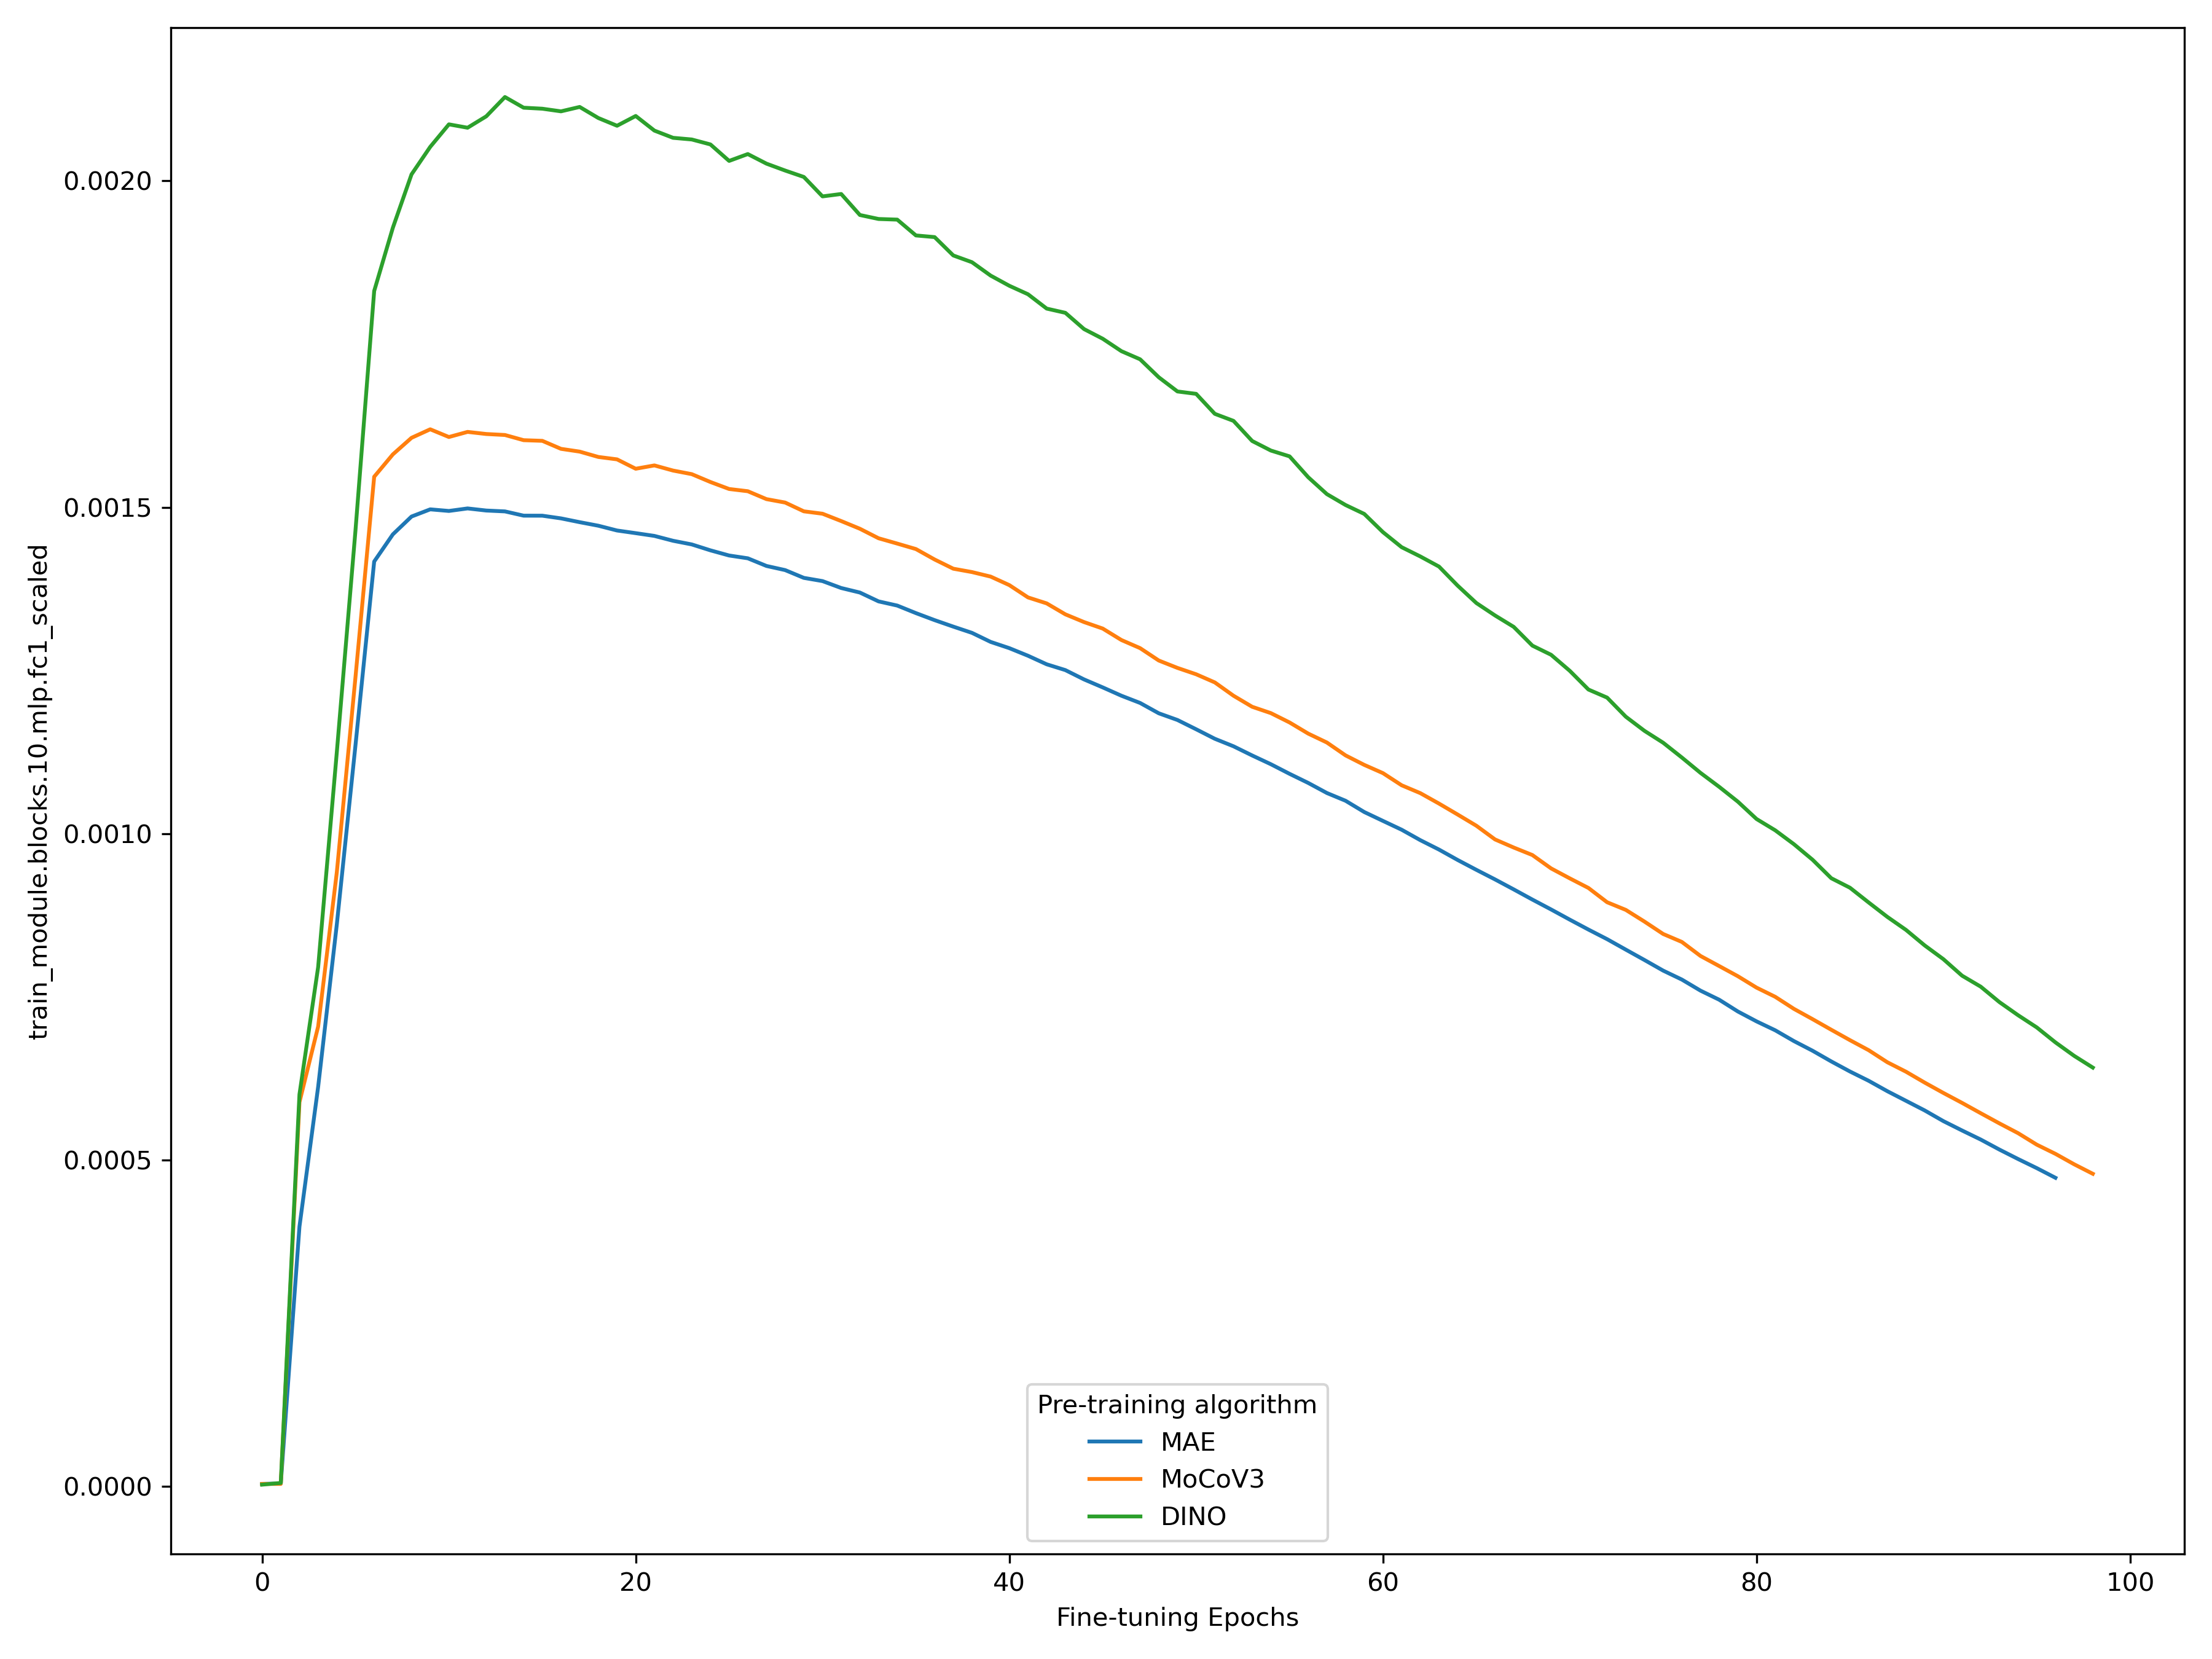 train_module.blocks.10.mlp.fc1_scaled
0.0020
0.0015
0.0010
0.0005
0.0000
Pre-training algorithm
MAE
MoCoV3
DINO
0 20 40 60 80 100
Fine-tuning Epochs